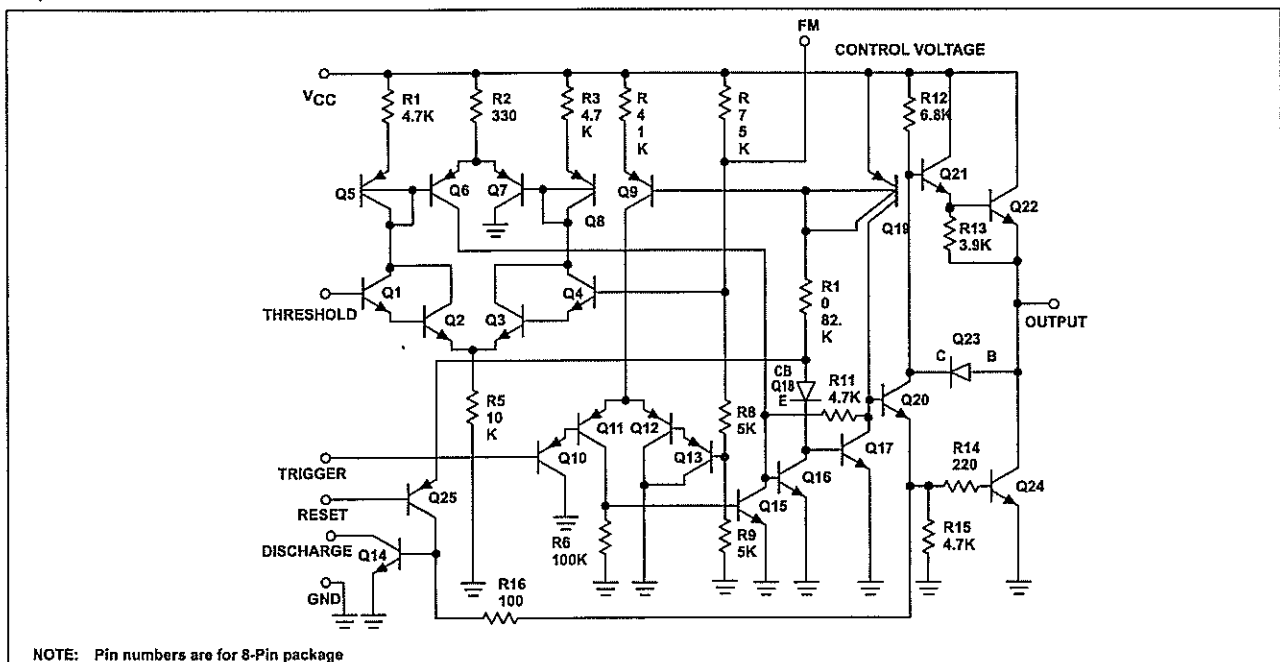 FM
CONTROL VOLTAGE
VCC
R1
4.7K
R2
330
R3
4.7
K
R
4
1
K
R
7
5
K
R12
6.8K
Q21
Q5
Q6
Q7
Q8
Q9
Q19
Q22
R13
3.9K
Q1
Q2
Q3
Q4
THRESHOLD
R1
0
82.
K
OUTPUT
Q23
C
B
CB
Q18
E
R11
4.7K
Q20
R5
10
K
Q11
Q12
R8
5K
Q10
Q13
Q17
R14
220
TRIGGER
Q16
Q25
Q15
Q24
RESET
R9
5K
R15
4.7K
DISCHARGE
Q14
R6
100K
GND
R16
100
NOTE: Pin numbers are for 8-Pin package